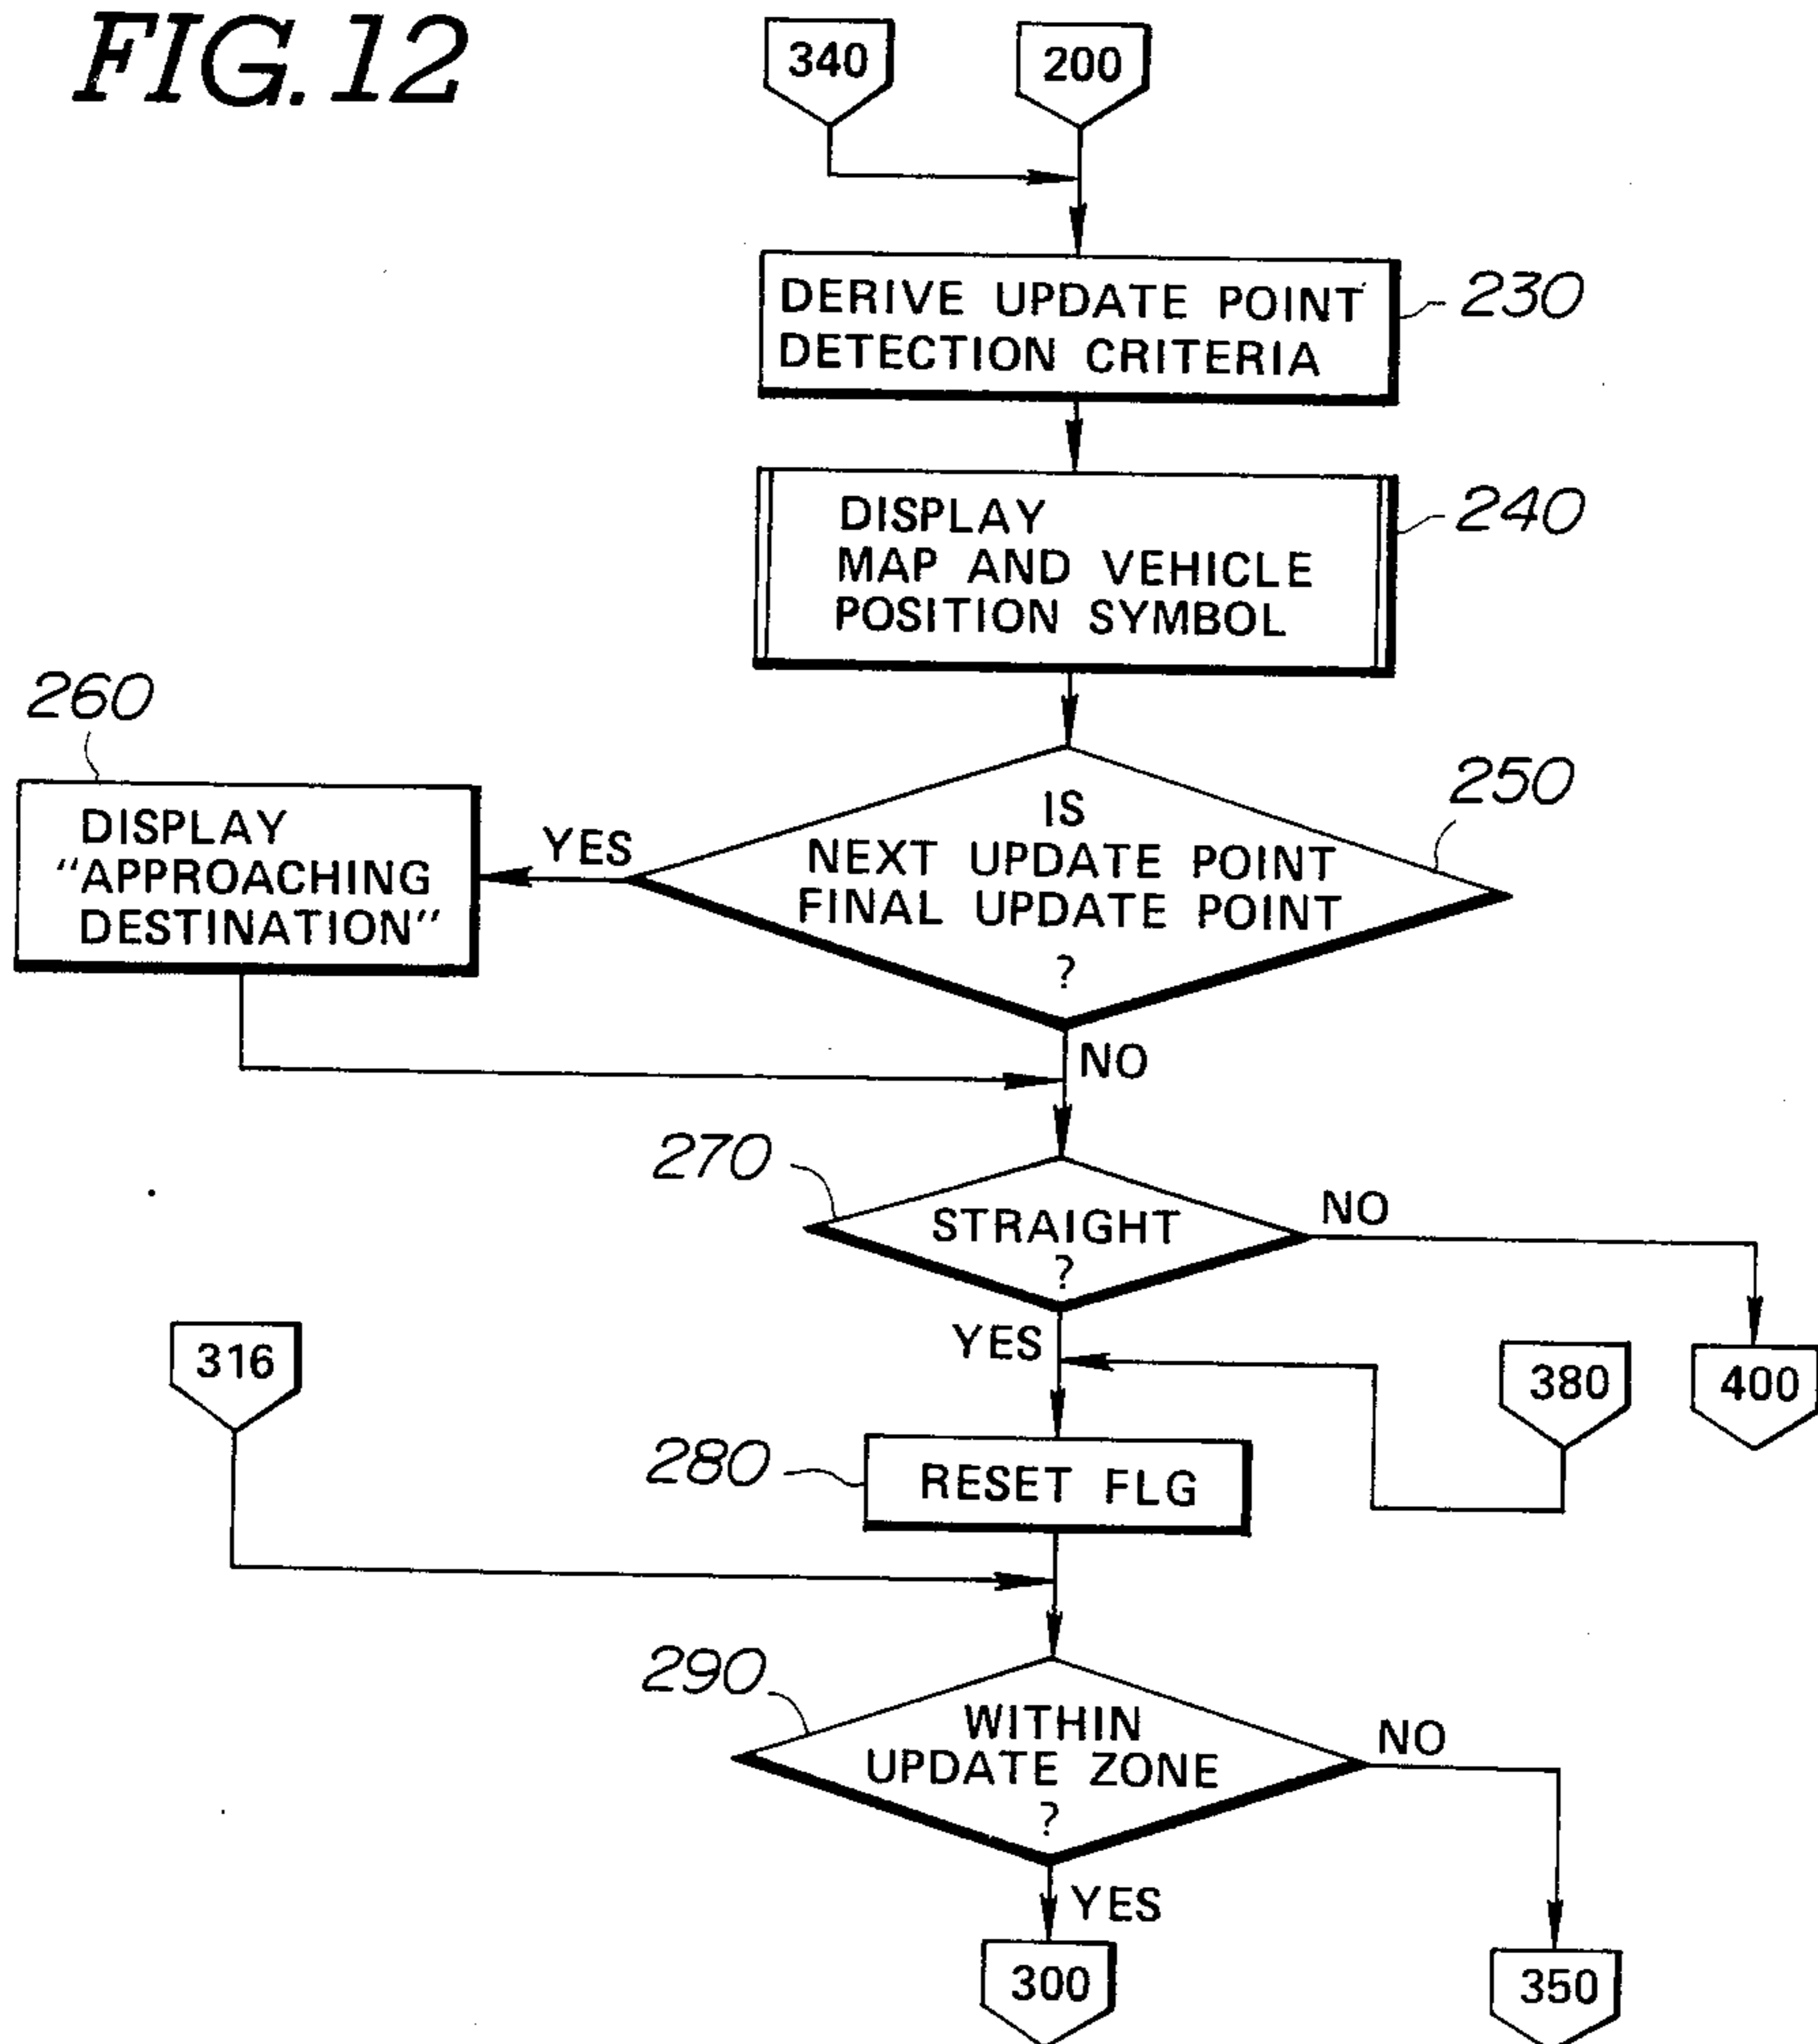 FIG.12
340
200
DERIVE UPDATE POINT
DETECTION CRITERIA
230
DISPLAY
MAP AND VEHICLE
POSITION SYMBOL
240
260
DISPLAY
"APPROACHING
DESTINATION"
YES
IS
NEXT UPDATE POINT
FINAL UPDATE POINT
?
250
NO
270
STRAIGHT
?
NO
316
YES
380
400
280
RESET FLG
290
WITHIN
UPDATE ZONE
?
NO
YES
300
350